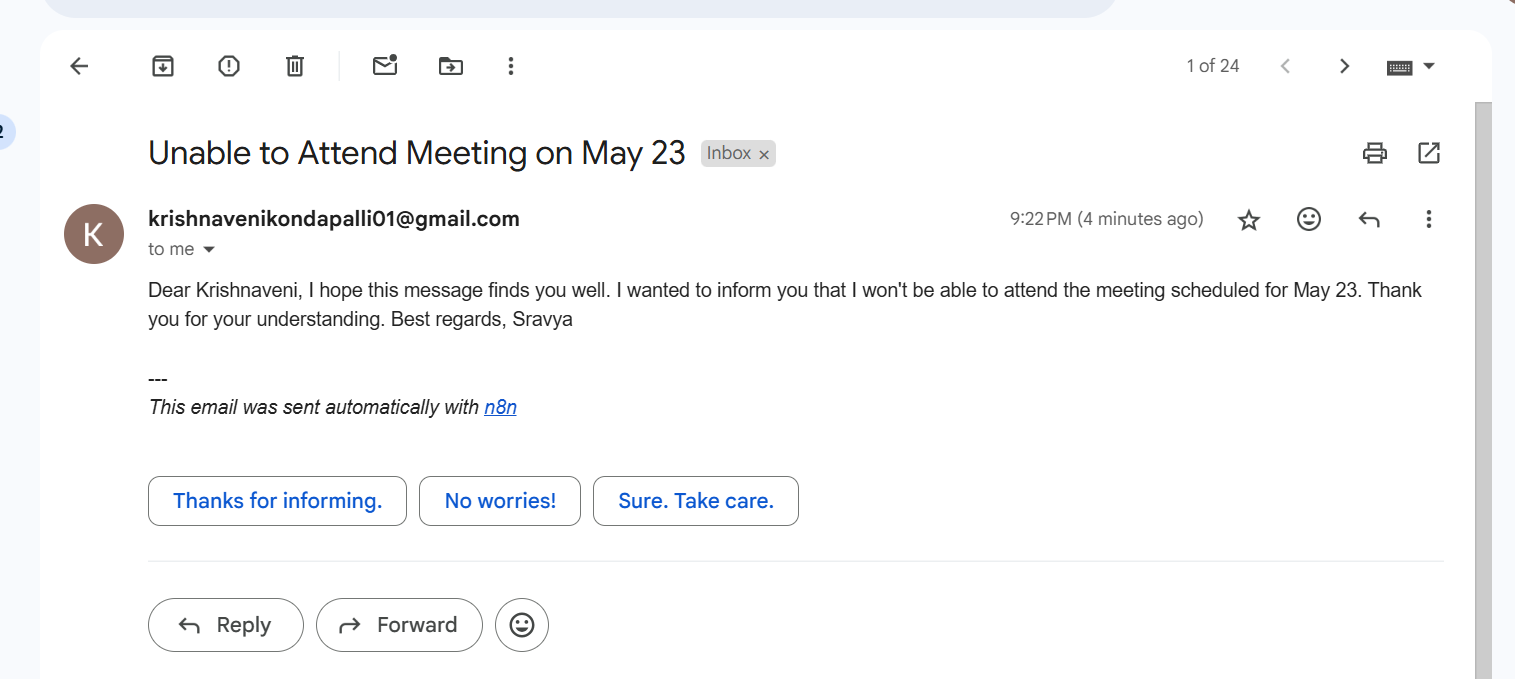 1 of 24
Unable to Attend Meeting on May 23 Inbox ×
2
K
krishnavenikondapalli01@gmail.com 9:22 PM (4 minutes ago)
to me
Dear Krishnaveni, I hope this message finds you well. I wanted to inform you that I won't be able to attend the meeting scheduled for May 23. Thank
you for your understanding. Best regards, Sravya
---
This email was sent automatically with n8n
Thanks for informing. No worries! Sure. Take care.
Reply Forward